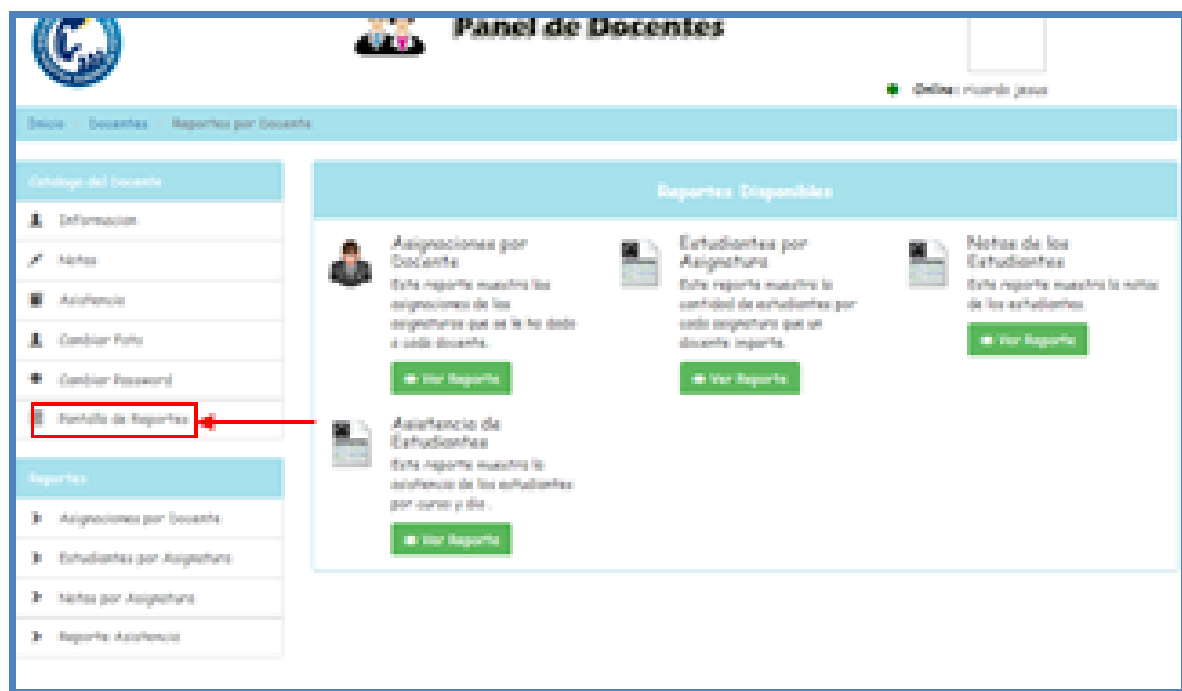 Panel de Docentes
Online: ricardo jesus
Inicio Docentes Reportes por Docente
Catalogo del Docente
Informacion
Notas
Asistencia
Cambiar Foto
Cambiar Password
Pantalla de Reportes
Reportes
Asignaciones por Docente
Estudiantes por Asignatura
Notas por Asignatura
Reporte Asistencia
Reportes Disponibles
Asignaciones por
Docente
Este reporte muestra las
asignaciones de las
asignaturas que se le ha dado
a cada docente.
Ver Reporte
Estudiantes por
Asignatura
Este reporte muestra la
cantidad de estudiantes por
cada asignatura que un
docente imparte.
Ver Reporte
Notas de los
Estudiantes
Este reporte muestra la notas
de los estudiantes.
Ver Reporte
Asistencia de
Estudiantes
Este reporte muestra la
asistencia de los estudiantes
por curso y dia.
Ver Reporte